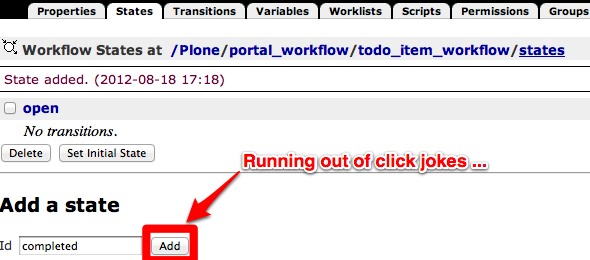 Properties States Transitions Variables Worklists Scripts Permissions Groups
Workflow States at /Plone/portal_workflow/todo_item_workflow/states
State added. (2012-08-18 17:18)
open
No transitions.
Delete Set Initial State
Running out of click jokes ...
Add a state
Id completed Add